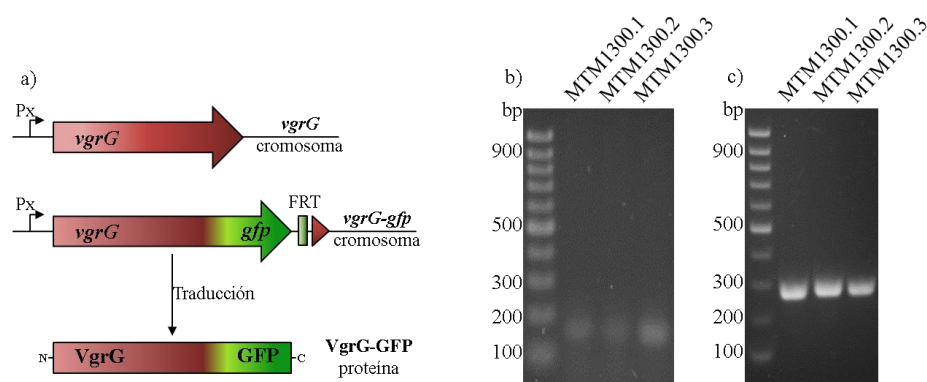 a)
Px
vgrG
vgrG
cromosoma
Px
vgrG
gfp
FRT
vgrG-gfp
cromosoma
Traducción
N
VgrG
GFP
C
VgrG-GFP
proteína
b)
MTM1300.1
MTM1300.2
MTM1300.3
bp
900
500
300
200
100
c)
MTM1300.1
MTM1300.2
MTM1300.3
bp
900
500
300
200
100